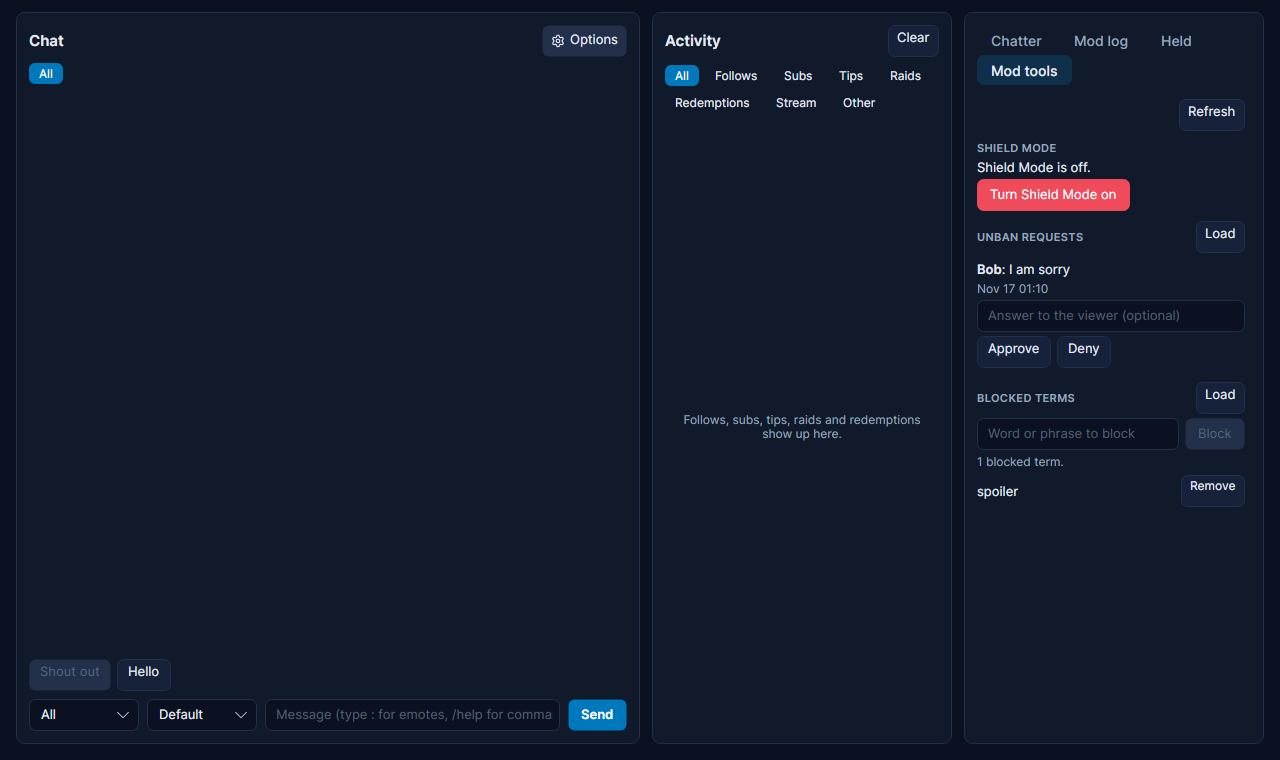 Chat
Options
All
Shout out
Hello
All
Default
Message (type : for emotes, /help for comma
Send
Activity
Clear
All Follows Subs Tips Raids
Redemptions Stream Other
Follows, subs, tips, raids and redemptions
show up here.
Chatter Mod log Held
Mod tools
Refresh
SHIELD MODE
Shield Mode is off.
Turn Shield Mode on
UNBAN REQUESTS
Load
Bob: I am sorry
Nov 17 01:10
Answer to the viewer (optional)
Approve Deny
BLOCKED TERMS
Load
Word or phrase to block
Block
1 blocked term.
spoiler
Remove